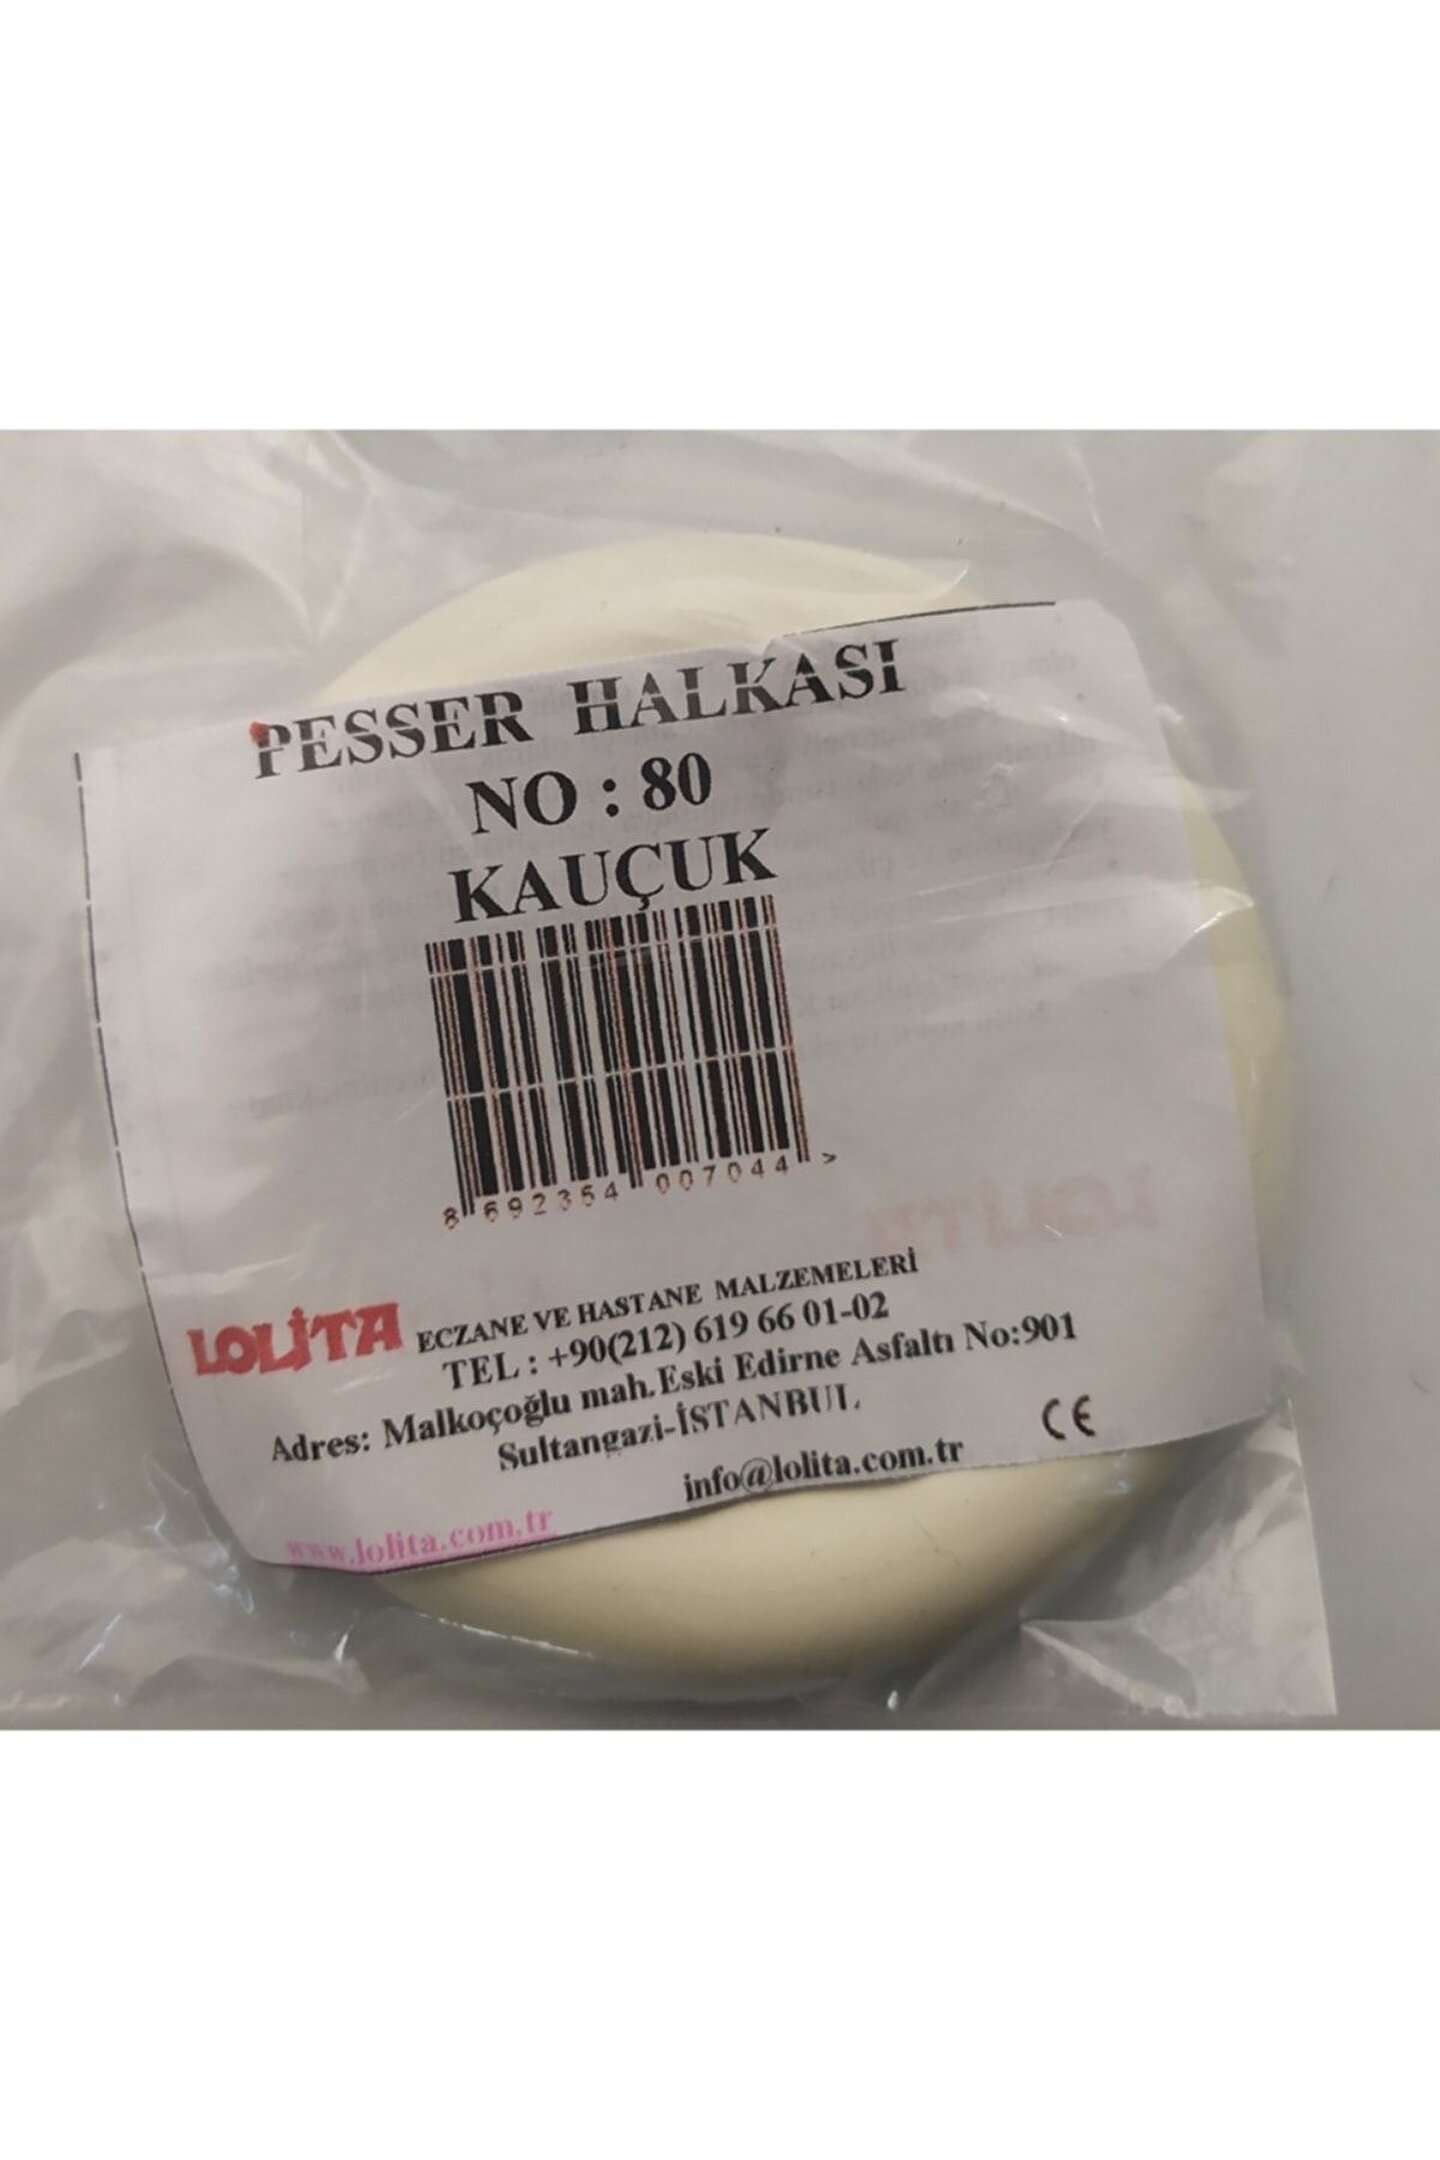 PESSER HALKASI
NO : 80
KAUÇUK
8 692354 007044 >
LOLİTA ECZANE VE HASTANE MALZEMELERİ
TEL : +90(212) 619 66 01-02
Adres: Malkoçoğlu mah.Eski Edirne Asfaltı No:901
Sultangazi-İSTANBUL
CE
info@lolita.com.tr
www.lolita.com.tr